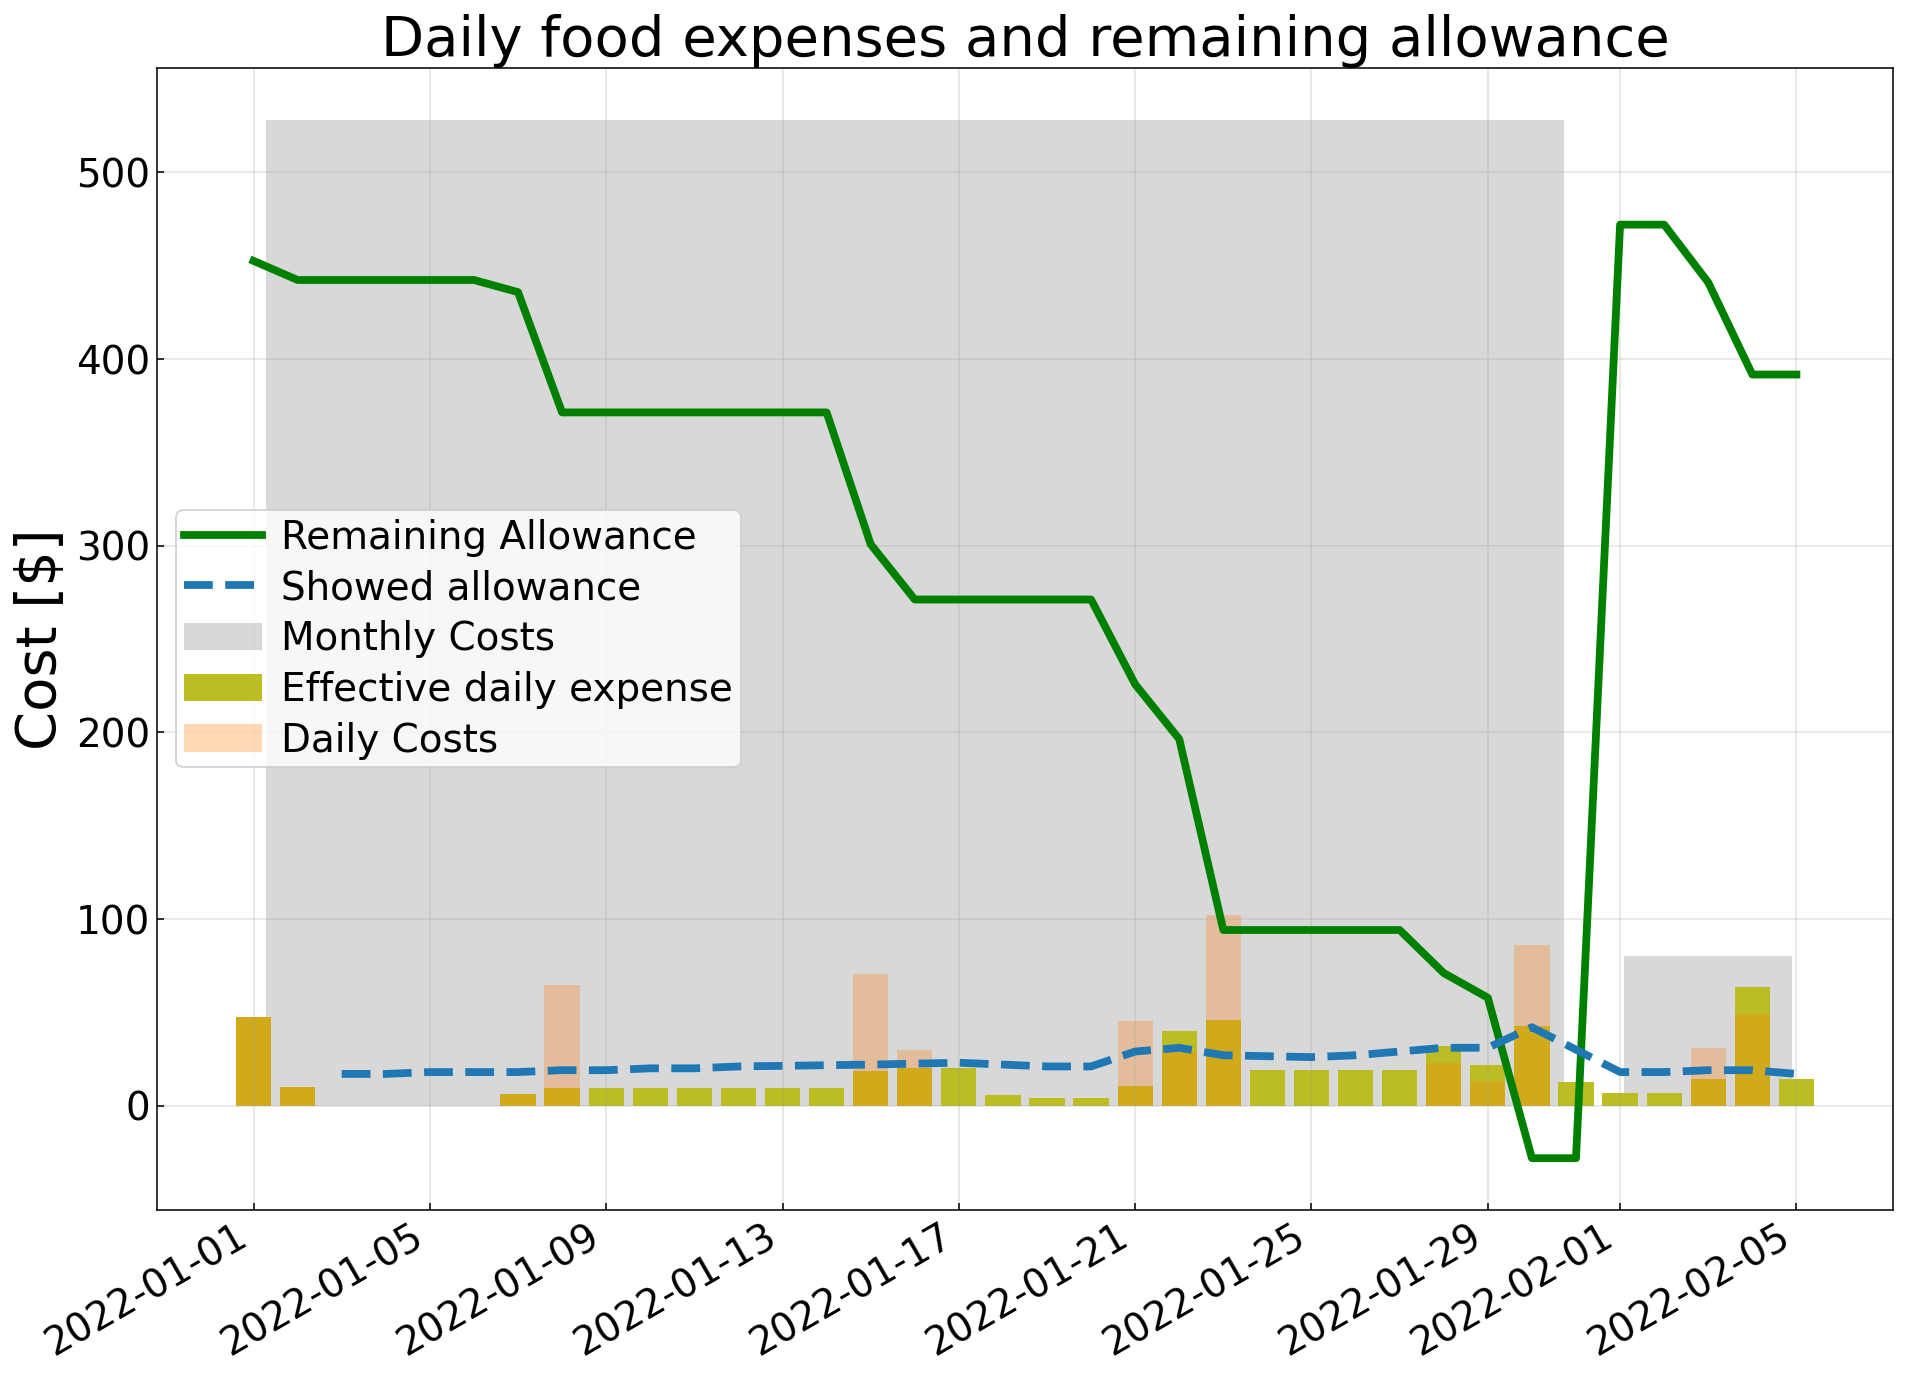 Daily food expenses and remaining allowance
Cost [$]
500
400
300
200
100
0
Remaining Allowance
Showed allowance
Monthly Costs
Effective daily expense
Daily Costs
2022-01-01
2022-01-05
2022-01-09
2022-01-13
2022-01-17
2022-01-21
2022-01-25
2022-01-29
2022-02-01
2022-02-05